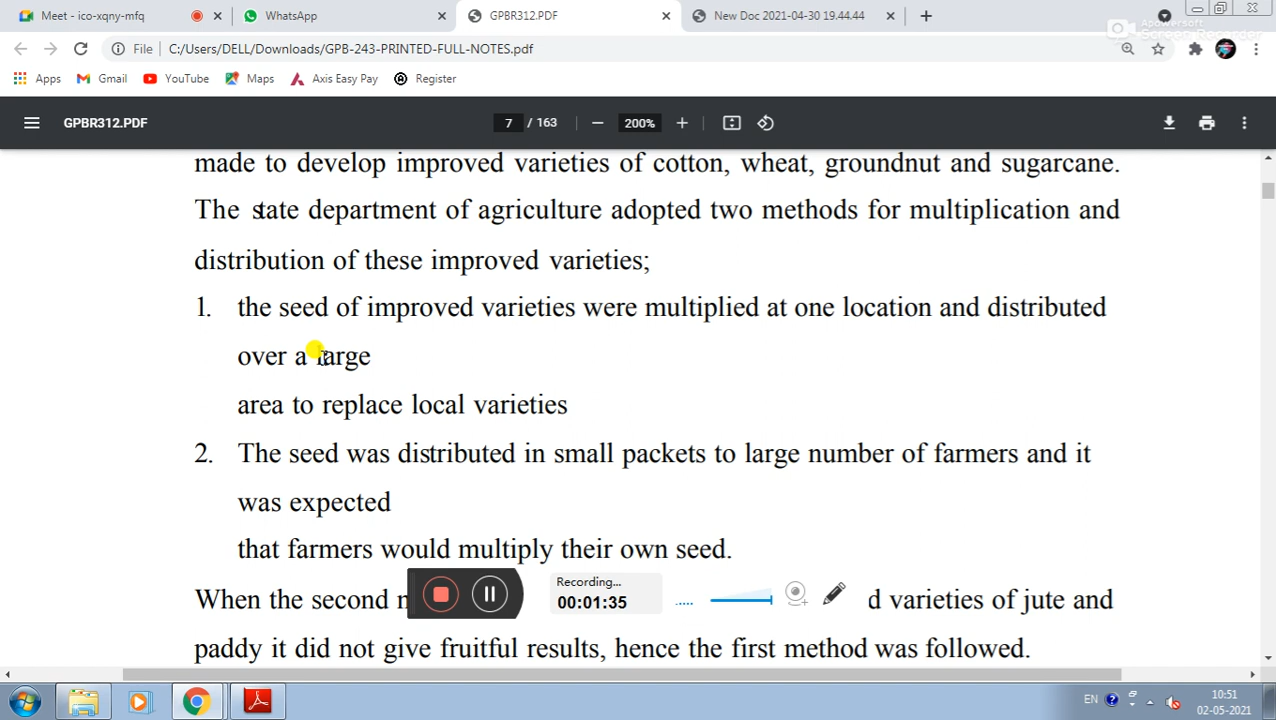 Meet - ico-xqny-mfq
WhatsApp
GPBR312.PDF
New Doc 2021-04-30 19.44.44
Apowersoft
Screen Recorder
File
C:/Users/DELL/Downloads/GPB-243-PRINTED-FULL-NOTES.pdf
Apps
Gmail
YouTube
Maps
Axis Easy Pay
Register
GPBR312.PDF
7 / 163
200%
made to develop improved varieties of cotton, wheat, groundnut and sugarcane.
The state department of agriculture adopted two methods for multiplication and
distribution of these improved varieties;
1. the seed of improved varieties were multiplied at one location and distributed
over a large
area to replace local varieties
2. The seed was distributed in small packets to large number of farmers and it
was expected
that farmers would multiply their own seed.
Recording...
00:01:35
When the second d varieties of jute and
paddy it did not give fruitful results, hence the first method was followed.
EN
10:51
02-05-2021